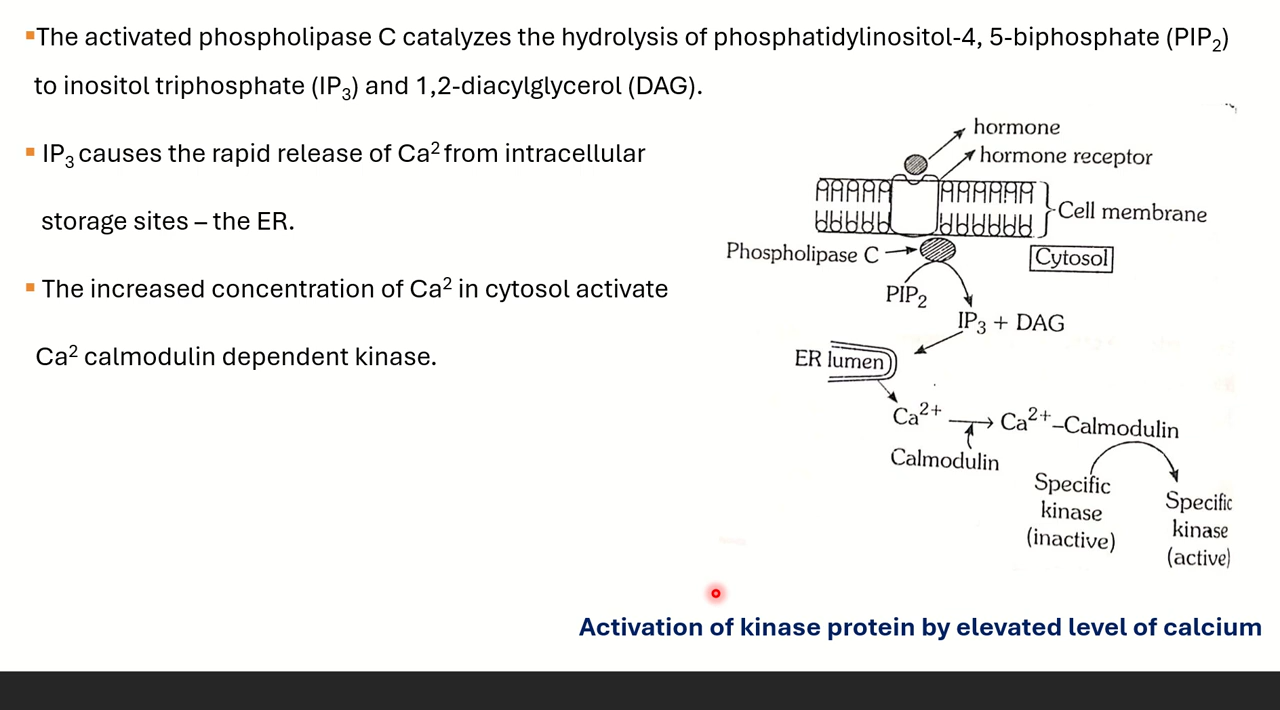 ▪The activated phospholipase C catalyzes the hydrolysis of phosphatidylinositol-4, 5-biphosphate (PIP₂)
to inositol triphosphate (IP₃) and 1,2-diacylglycerol (DAG).
▪ IP₃ causes the rapid release of Ca² from intracellular
storage sites – the ER.
▪ The increased concentration of Ca² in cytosol activate
Ca² calmodulin dependent kinase.
hormone
hormone receptor
Cell membrane
Phospholipase C
Cytosol
PIP₂
IP₃ + DAG
ER lumen
Ca²⁺
Ca²⁺–Calmodulin
Calmodulin
Specific
kinase
(inactive)
Specific
kinase
(active)
Activation of kinase protein by elevated level of calcium